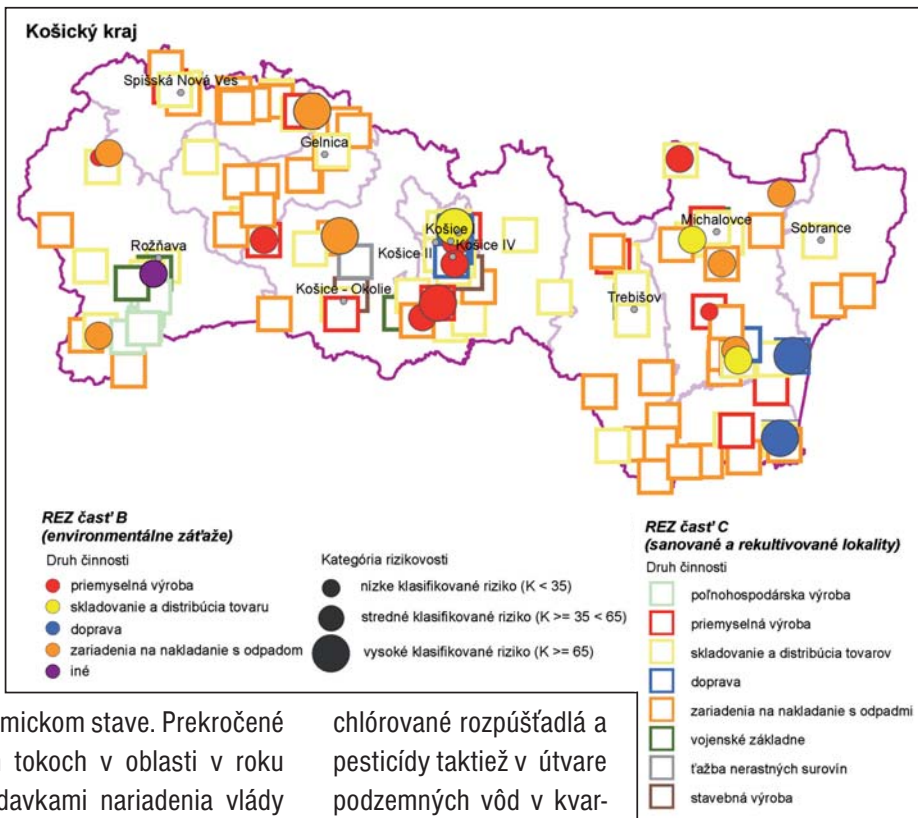 Košický kraj
Spišská Nová Ves
Gelnica
Rožňava
Košice
Košice II
Košice IV
Košice - Okolie
Michalovce
Sobrance
Trebišov
REZ časť B
(environmentálne záťaže)
Druh činnosti
priemyselná výroba
skladovanie a distribúcia tovaru
doprava
zariadenia na nakladanie s odpadom
iné
Kategória rizikovosti
nízke klasifikované riziko (K < 35)
stredné klasifikované riziko (K >= 35 < 65)
vysoké klasifikované riziko (K >= 65)
REZ časť C
(sanované a rekultivované lokality)
Druh činnosti
poľnohospodárska výroba
priemyselná výroba
skladovanie a distribúcia tovarov
doprava
zariadenia na nakladanie s odpadmi
vojenské základne
ťažba nerastných surovín
stavebná výroba
mickom stave. Prekročené
tokoch v oblasti v roku
davkami nariadenia vlády
chlórované rozpúšťadlá a
pesticídy taktiež v útvare
podzemných vôd v kvar-